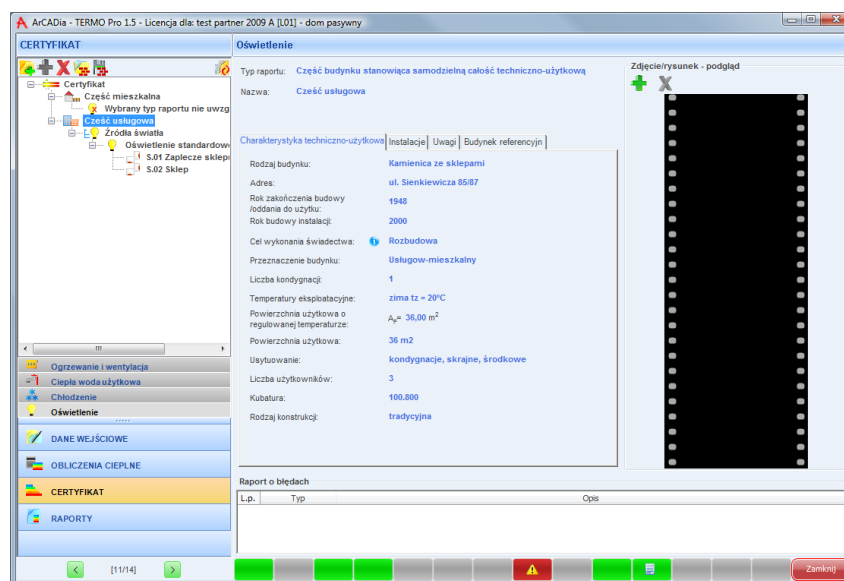 ArCADia - TERMO Pro 1.5 - Licencja dla: test partner 2009 A [L01] - dom pasywny
CERTYFIKAT
Certyfikat
Część mieszkalna
Wybrany typ raportu nie uwzg
Cześć usługowa
Źródła światła
Oświetlenie standardow
S.01 Zaplecze sklep
S.02 Sklep
Ogrzewanie i wentylacja
Ciepła woda użytkowa
Chłodzenie
Oświetlenie
DANE WEJŚCIOWE
OBLICZENIA CIEPLNE
CERTYFIKAT
RAPORTY
[11/14]
Oświetlenie
Typ raportu: Część budynku stanowiąca samodzielną całość techniczno-użytkową
Nazwa: Cześć usługowa
Charakterystyka techniczno-użytkowa Instalacje Uwagi Budynek referencyjn
Rodzaj budynku: Kamienica ze sklepami
Adres: ul. Sienkiewicza 85/87
Rok zakończenia budowy
/oddania do użytku: 1948
Rok budowy instalacji: 2000
Cel wykonania świadectwa: Rozbudowa
Przeznaczenie budynku: Usługow-mieszkalny
Liczba kondygnacji: 1
Temperatury eksploatacyjne: zima tz = 20°C
Powierzchnia użytkowa o
regulowanej temperaturze: Af= 36,00 m²
Powierzchnia użytkowa: 36 m2
Usytuowanie: kondygnacje, skrajne, środkowe
Liczba użytkowników: 3
Kubatura: 100.800
Rodzaj konstrukcji: tradycyjna
Zdjęcie/rysunek - podgląd
Raport o błędach
L.p. Typ Opis
Zamknij